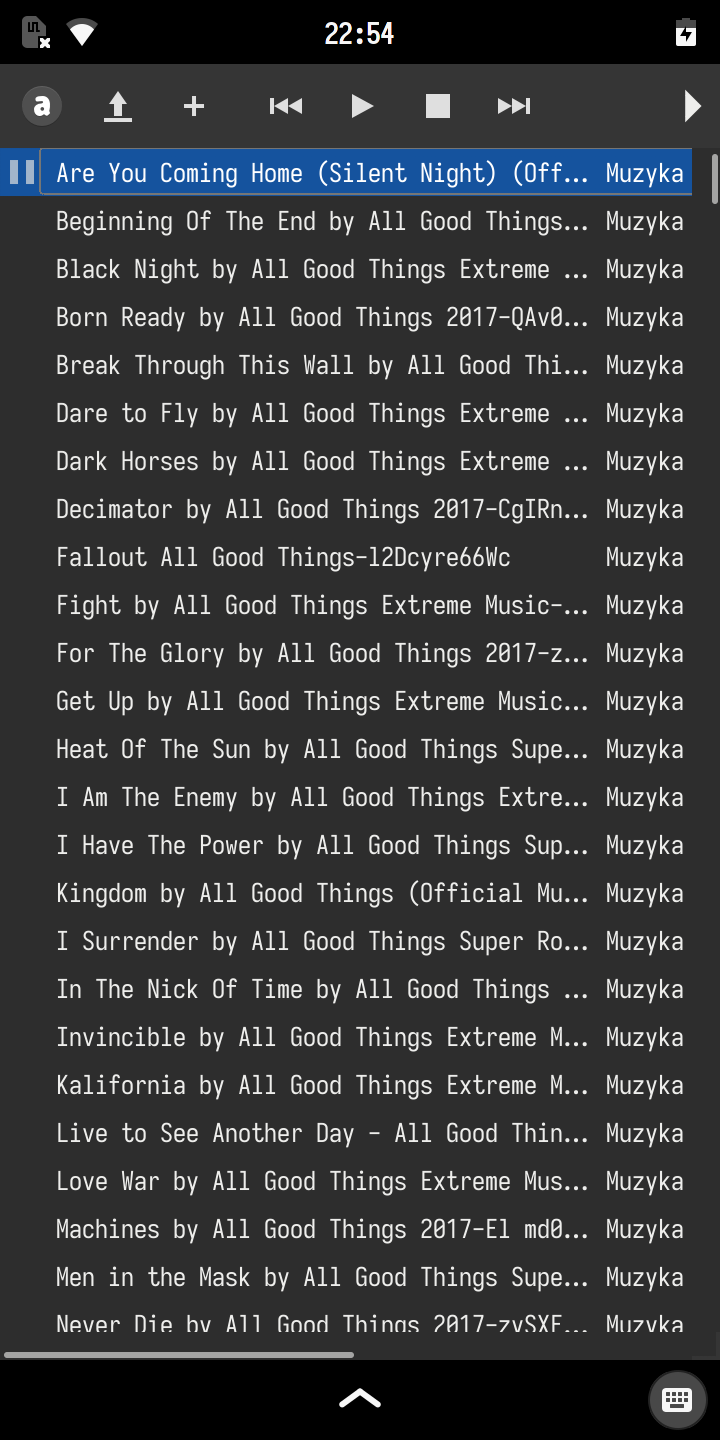 22:54
a
Are You Coming Home (Silent Night) (Off... Muzyka
Beginning Of The End by All Good Things... Muzyka
Black Night by All Good Things Extreme ... Muzyka
Born Ready by All Good Things 2017-QAv0... Muzyka
Break Through This Wall by All Good Thi... Muzyka
Dare to Fly by All Good Things Extreme ... Muzyka
Dark Horses by All Good Things Extreme ... Muzyka
Decimator by All Good Things 2017-CgIRn... Muzyka
Fallout All Good Things-l2Dcyre66Wc Muzyka
Fight by All Good Things Extreme Music-... Muzyka
For The Glory by All Good Things 2017-z... Muzyka
Get Up by All Good Things Extreme Music... Muzyka
Heat Of The Sun by All Good Things Supe... Muzyka
I Am The Enemy by All Good Things Extre... Muzyka
I Have The Power by All Good Things Sup... Muzyka
Kingdom by All Good Things (Official Mu... Muzyka
I Surrender by All Good Things Super Ro... Muzyka
In The Nick Of Time by All Good Things ... Muzyka
Invincible by All Good Things Extreme M... Muzyka
Kalifornia by All Good Things Extreme M... Muzyka
Live to See Another Day - All Good Thin... Muzyka
Love War by All Good Things Extreme Mus... Muzyka
Machines by All Good Things 2017-El md0... Muzyka
Men in the Mask by All Good Things Supe... Muzyka
Never Die by All Good Things 2017-zySXF... Muzyka